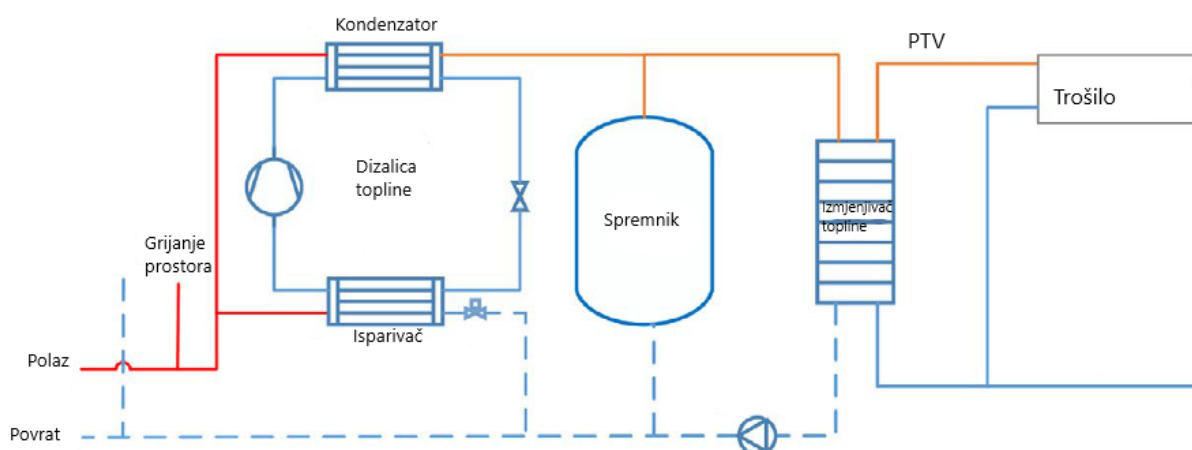 Kondenzator
PTV
Trošilo
Dizalica
topline
Spremnik
Izmjenjivač
topline
Grijanje
prostora
Isparivač
Polaz
Povrat